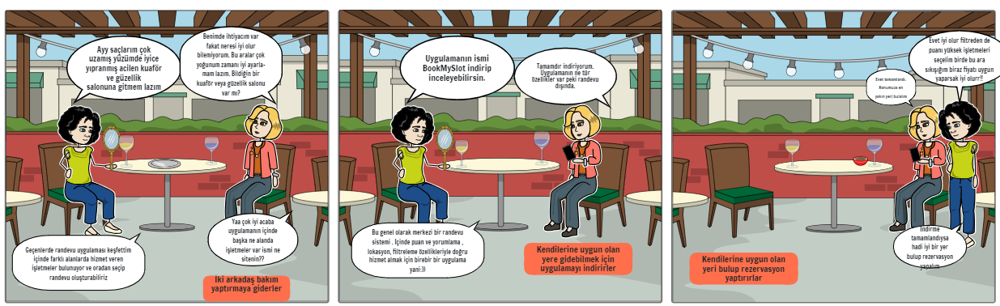 Ayy saçlarım çok
uzamış yüzümde iyice
yıpranmış acilen kuaför
ve güzellik
salonuna gitmem lazım
Benimde ihtiyacım var
fakat neresi iyi olur
bilemiyorum. Bu aralar çok
yoğunum zamanı iyi ayarla-
mam lazım. Bildiğin bir
kuaför veya güzellik salonu
var mı?
Geçenlerde randevu uygulaması keşfettim
içinde farklı alanlarda hizmet veren
işletmeler bulunuyor ve oradan seçip
randevu oluşturabiliriz
Yaa çok iyi acaba
uygulamanın içinde
başka ne alanda
işletmeler var ismi ne
sitenin??
İki arkadaş bakım
yaptırmaya giderler
Uygulamanın ismi
BookMySlot indirip
inceleyebilirsin.
Tamamdır indiriyorum.
Uygulamanın ne tür
özellikler var peki randevu
dışında.
Bu genel olarak merkezi bir randevu
sistemi . İçinde puan ve yorumlama ,
lokasyon, filtreleme özellikleriyle doğru
hizmet almak için birebir bir uygulama
yani:))
Kendilerine uygun olan
yere gidebilmek için
uygulamayı indirirler
Evet tamamlandı.
Konumuza en
yakın yeri bulalım
Evet iyi olur filtreden de
puanı yüksek işletmeleri
seçelim birde bu ara
sıkışığım biraz fiyatı uygun
yaparsak iyi olurr!!
İndirme
tamamlandıysa
hadi iyi bir yer
bulup rezervasyon
yapalım
Kendilerine uygun olan
yeri bulup rezervasyon
yaptırırlar